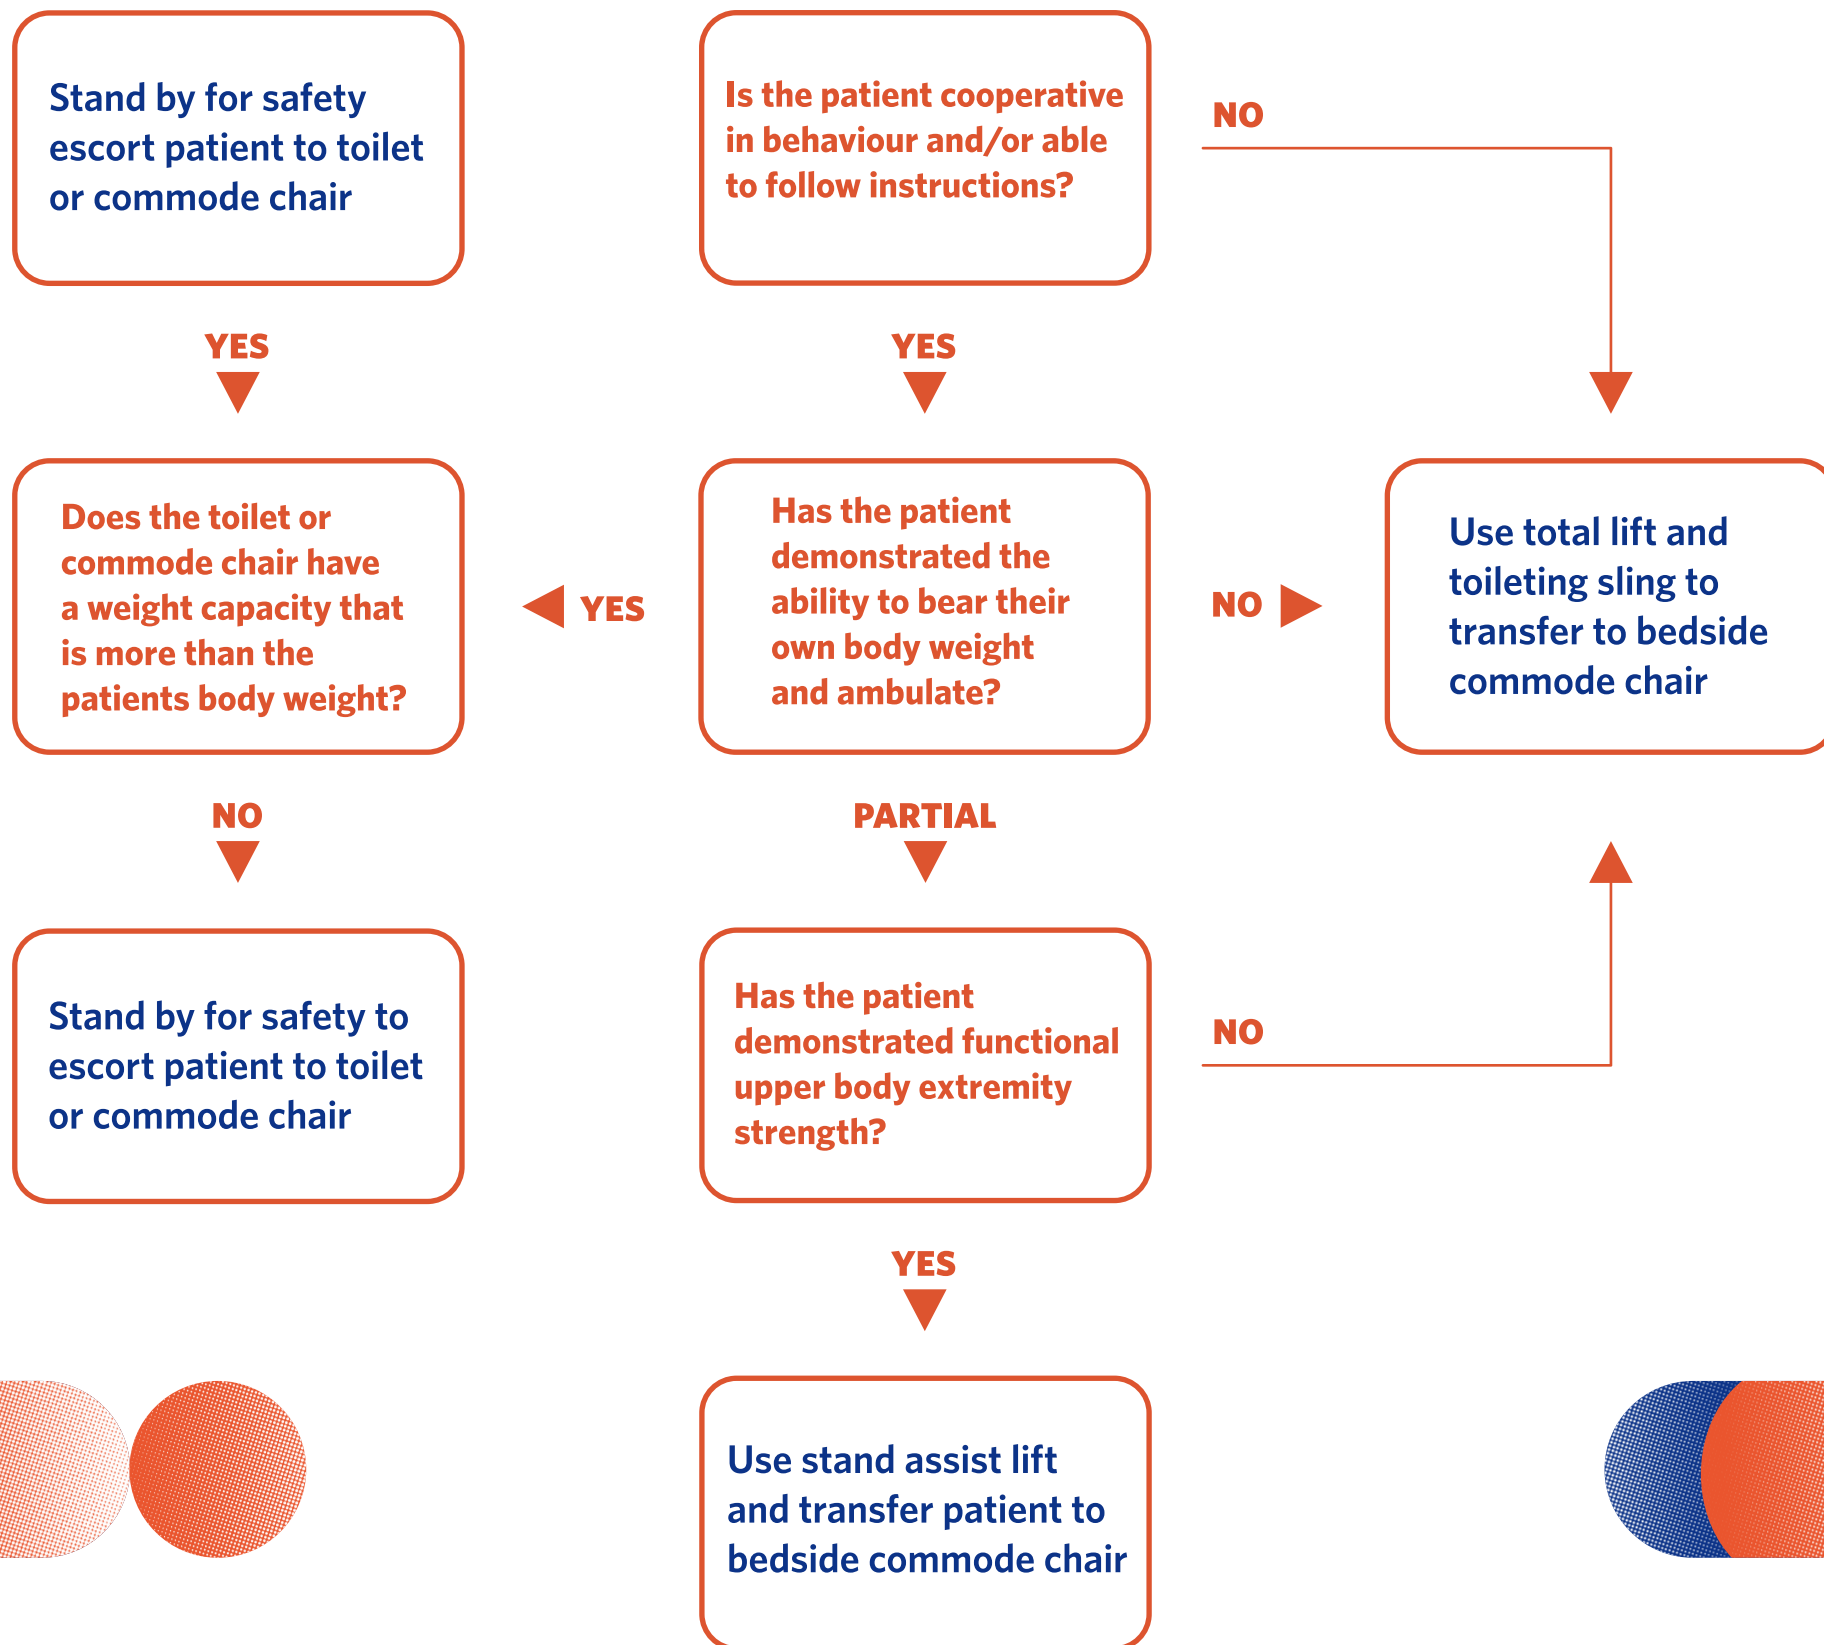 Stand by for safety
escort patient to toilet
or commode chair
Is the patient cooperative
in behaviour and/or able
to follow instructions?
NO
YES
YES
Does the toilet or
commode chair have
a weight capacity that
is more than the
patients body weight?
YES
Has the patient
demonstrated the
ability to bear their
own body weight
and ambulate?
NO
Use total lift and
toileting sling to
transfer to bedside
commode chair
NO
PARTIAL
Stand by for safety to
escort patient to toilet
or commode chair
Has the patient
demonstrated functional
upper body extremity
strength?
NO
YES
Use stand assist lift
and transfer patient to
bedside commode chair